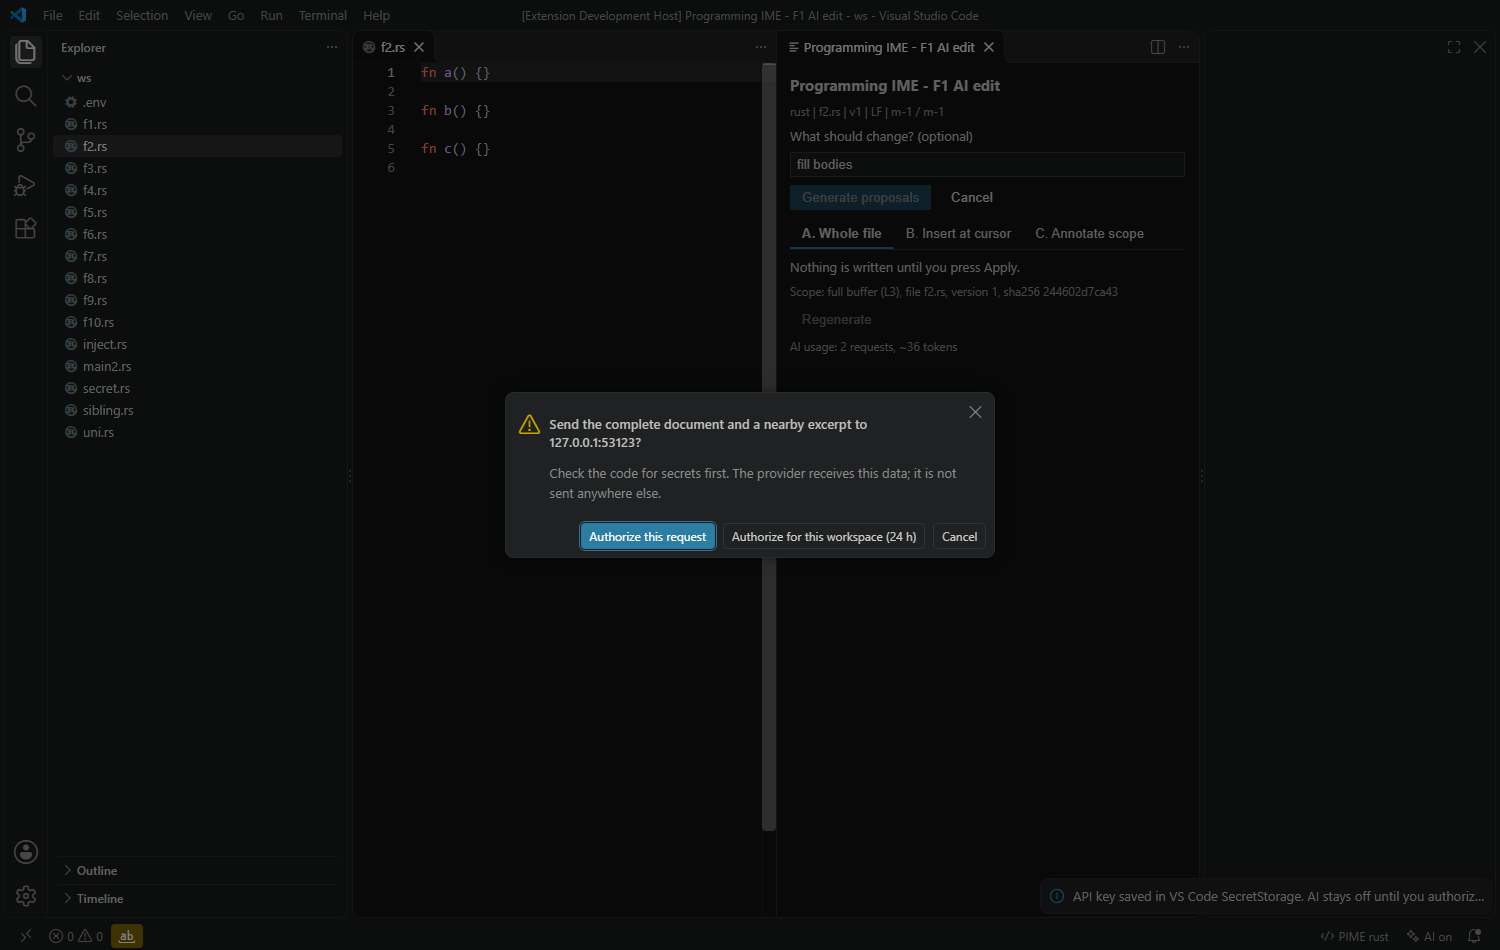 File Edit Selection View Go Run Terminal Help
[Extension Development Host] Programming IME - F1 AI edit - ws - Visual Studio Code
Explorer
ws
.env
f1.rs
f2.rs
f3.rs
f4.rs
f5.rs
f6.rs
f7.rs
f8.rs
f9.rs
f10.rs
inject.rs
main2.rs
secret.rs
sibling.rs
uni.rs
Outline
Timeline
f2.rs
1 fn a() {}
2
3 fn b() {}
4
5 fn c() {}
6
Programming IME - F1 AI edit
Programming IME - F1 AI edit
rust | f2.rs | v1 | LF | m-1 / m-1
What should change? (optional)
fill bodies
Generate proposals Cancel
A. Whole file B. Insert at cursor C. Annotate scope
Nothing is written until you press Apply.
Scope: full buffer (L3), file f2.rs, version 1, sha256 244602d7ca43
Regenerate
AI usage: 2 requests, ~36 tokens
Send the complete document and a nearby excerpt to
127.0.0.1:53123?
Check the code for secrets first. The provider receives this data; it is not
sent anywhere else.
Authorize this request Authorize for this workspace (24 h) Cancel
API key saved in VS Code SecretStorage. AI stays off until you authoriz...
0 0 ab
PIME rust AI on